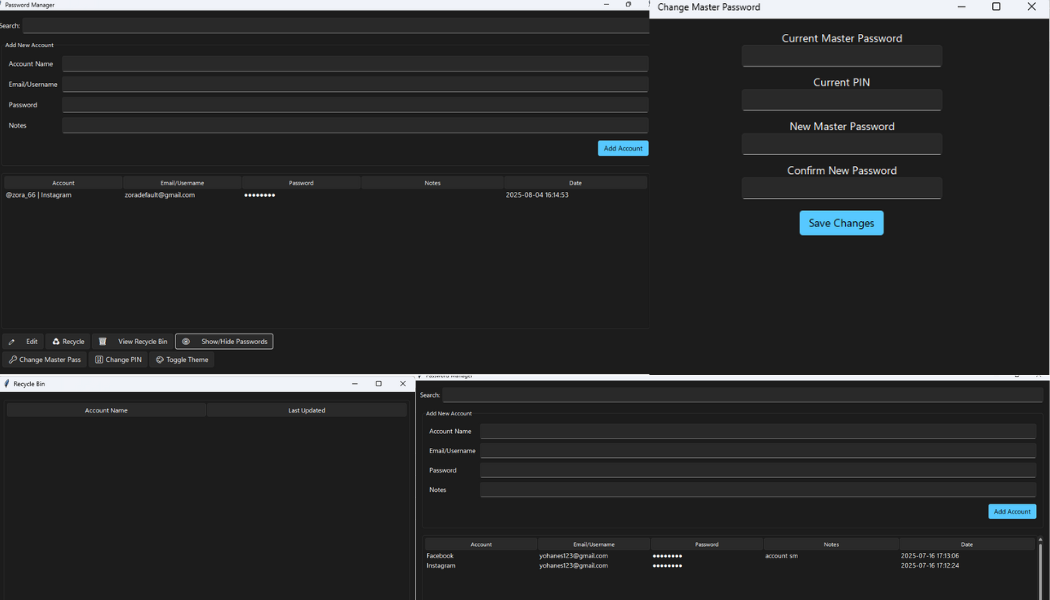 Password Manager
Search:
Add New Account
Account Name
Email/Username
Password
Notes
Add Account
Account Email/Username Password Notes Date
@zora_66 | Instagram zoradefault@gmail.com ●●●●●●●● 2025-08-04 16:14:53
Edit Recycle View Recycle Bin Show/Hide Passwords
Change Master Pass Change PIN Toggle Theme
Change Master Password
Current Master Password
Current PIN
New Master Password
Confirm New Password
Save Changes
Recycle Bin
Account Name Last Updated
Password Manager
Search:
Add New Account
Account Name
Email/Username
Password
Notes
Add Account
Account Email/Username Password Notes Date
Facebook yohanes123@gmail.com ●●●●●●●● account sm 2025-07-16 17:13:06
Instagram yohanes123@gmail.com ●●●●●●●● 2025-07-16 17:12:24